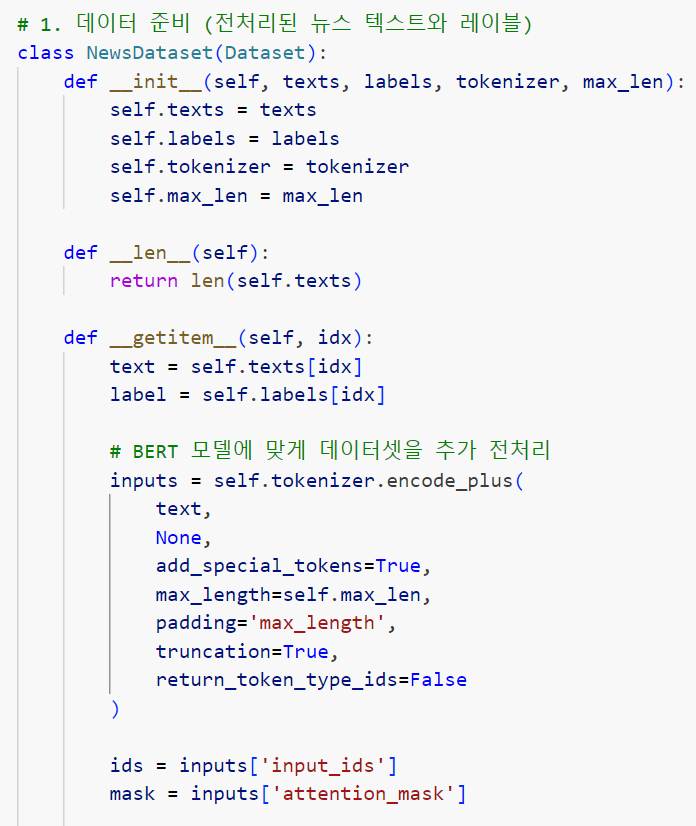 # 1. 데이터 준비 (전처리된 뉴스 텍스트와 레이블)
class NewsDataset(Dataset):
    def __init__(self, texts, labels, tokenizer, max_len):
        self.texts = texts
        self.labels = labels
        self.tokenizer = tokenizer
        self.max_len = max_len

    def __len__(self):
        return len(self.texts)

    def __getitem__(self, idx):
        text = self.texts[idx]
        label = self.labels[idx]

        # BERT 모델에 맞게 데이터셋을 추가 전처리
        inputs = self.tokenizer.encode_plus(
            text,
            None,
            add_special_tokens=True,
            max_length=self.max_len,
            padding='max_length',
            truncation=True,
            return_token_type_ids=False
        )

        ids = inputs['input_ids']
        mask = inputs['attention_mask']